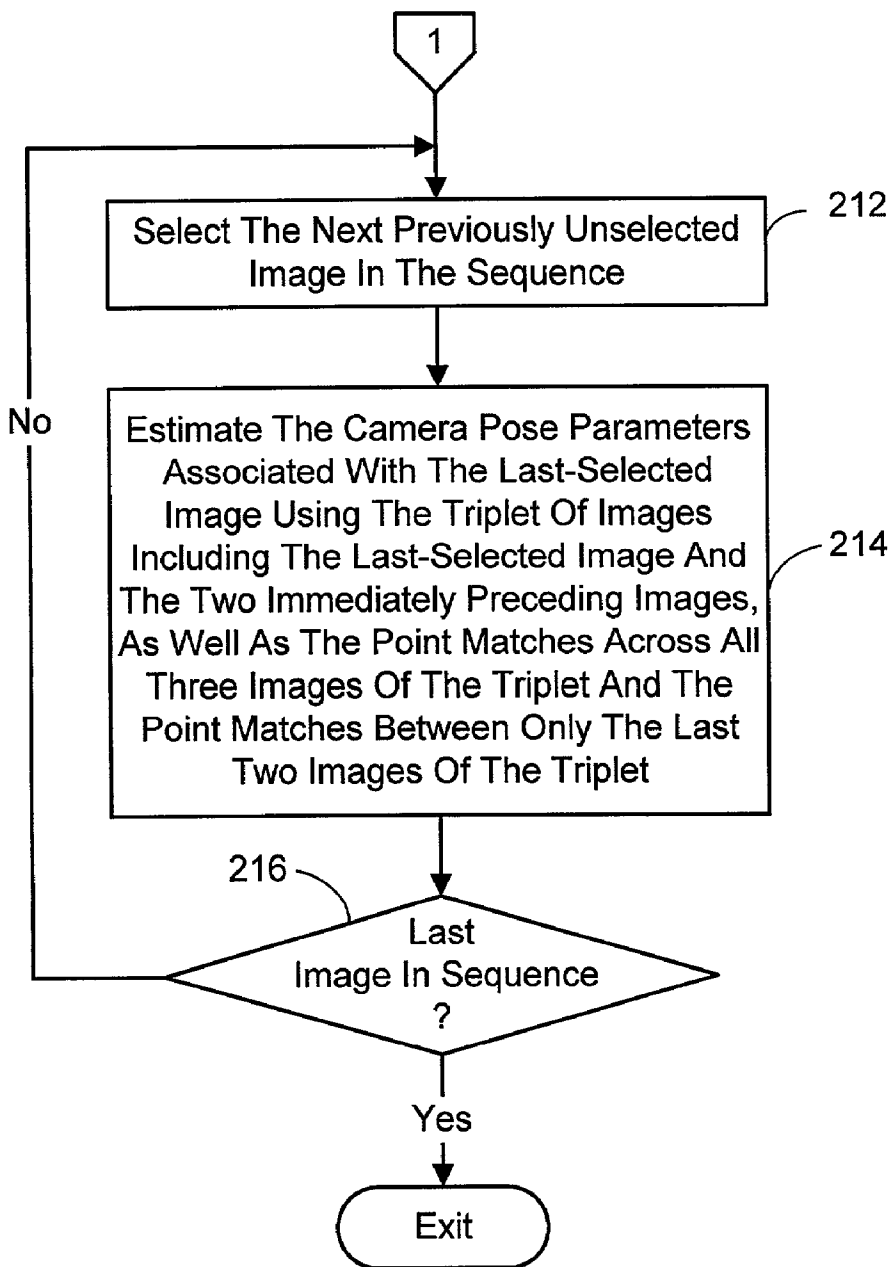 1
212
Select The Next Previously Unselected
Image In The Sequence
No
Estimate The Camera Pose Parameters
Associated With The Last-Selected
Image Using The Triplet Of Images
Including The Last-Selected Image And
The Two Immediately Preceding Images,
As Well As The Point Matches Across All
Three Images Of The Triplet And The
Point Matches Between Only The Last
Two Images Of The Triplet
214
216
Last
Image In Sequence
?
Yes
Exit